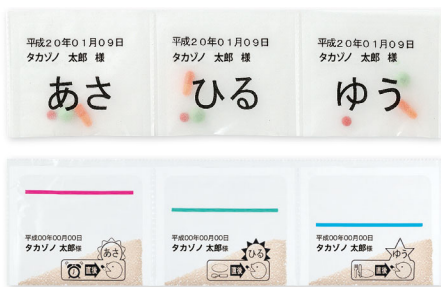 平成20年01月09日
タカゾノ 太郎 様
あさ
平成20年01月09日
タカゾノ 太郎 様
ひる
平成20年01月09日
タカゾノ 太郎 様
ゆう
平成00年00月00日
タカゾノ 太郎様
あさ
直後
平成00年00月00日
タカゾノ 太郎様
ひる
直後
平成00年00月00日
タカゾノ 太郎様
ゆう
直後